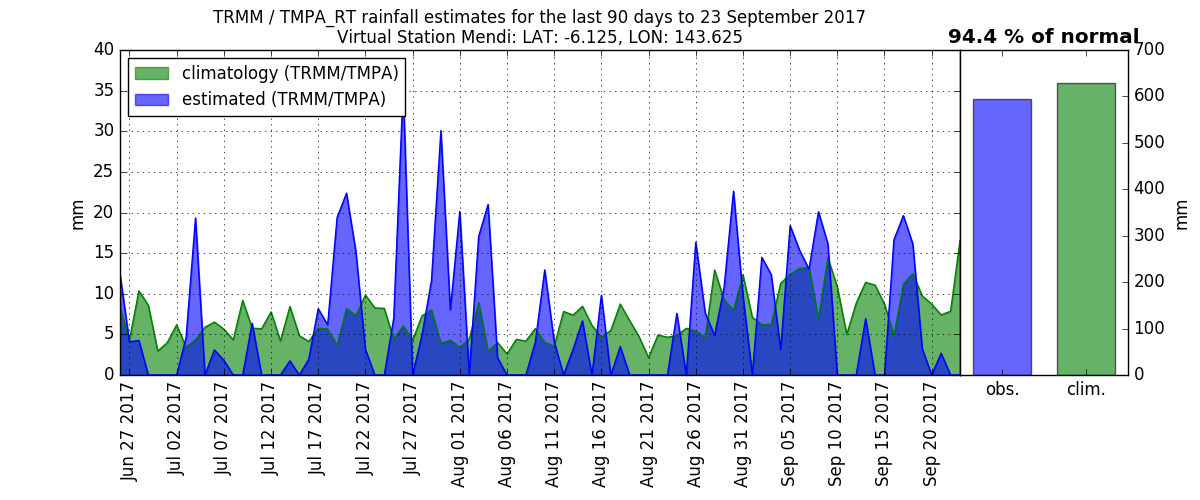 TRMM / TMPA_RT rainfall estimates for the last 90 days to 23 September 2017
Virtual Station Mendi: LAT: -6.125, LON: 143.625
94.4 % of normal
climatology (TRMM/TMPA)
estimated (TRMM/TMPA)
40
35
30
25
20
15
10
5
0
mm
Jun 27 2017
Jul 02 2017
Jul 07 2017
Jul 12 2017
Jul 17 2017
Jul 22 2017
Jul 27 2017
Aug 01 2017
Aug 06 2017
Aug 11 2017
Aug 16 2017
Aug 21 2017
Aug 26 2017
Aug 31 2017
Sep 05 2017
Sep 10 2017
Sep 15 2017
Sep 20 2017
obs.
clim.
700
600
500
400
300
200
100
0
mm